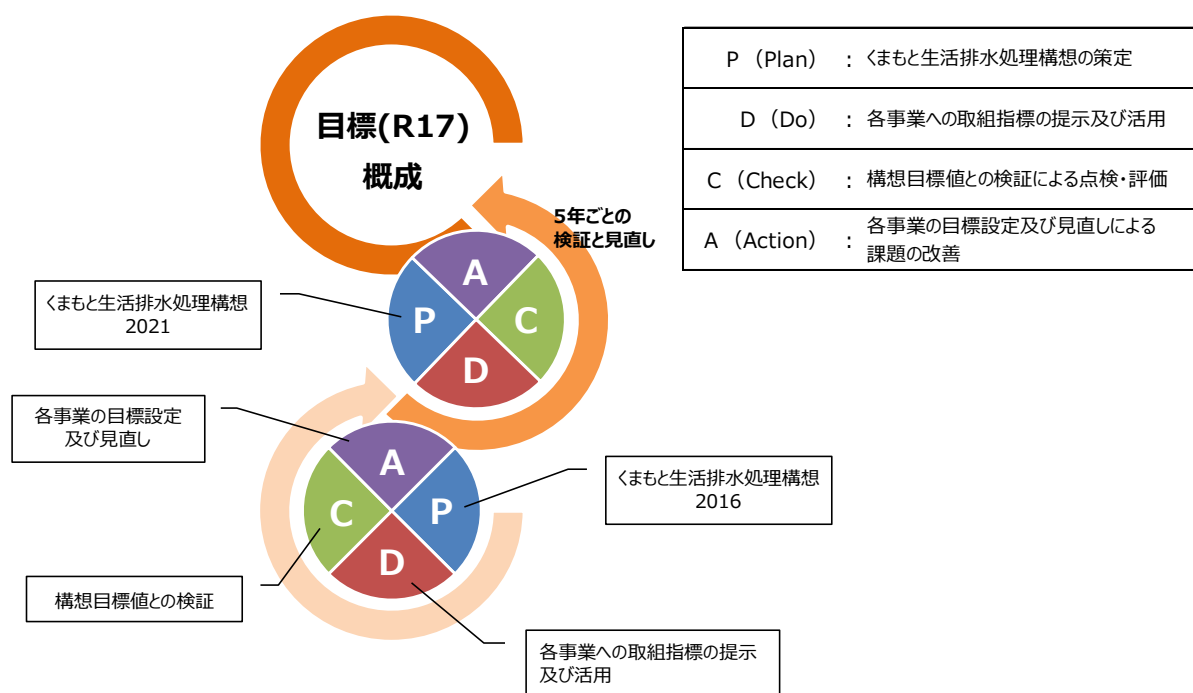 目標(R17)
概成
5年ごとの
検証と見直し
A
P
C
D
くまもと生活排水処理構想
2021
各事業の目標設定
及び見直し
A
C
P
D
くまもと生活排水処理構想
2016
構想目標値との検証
各事業への取組指標の提示
及び活用
P （Plan） ： くまもと生活排水処理構想の策定
D （Do） ： 各事業への取組指標の提示及び活用
C （Check） ： 構想目標値との検証による点検・評価
A （Action） ： 各事業の目標設定及び見直しによる
課題の改善